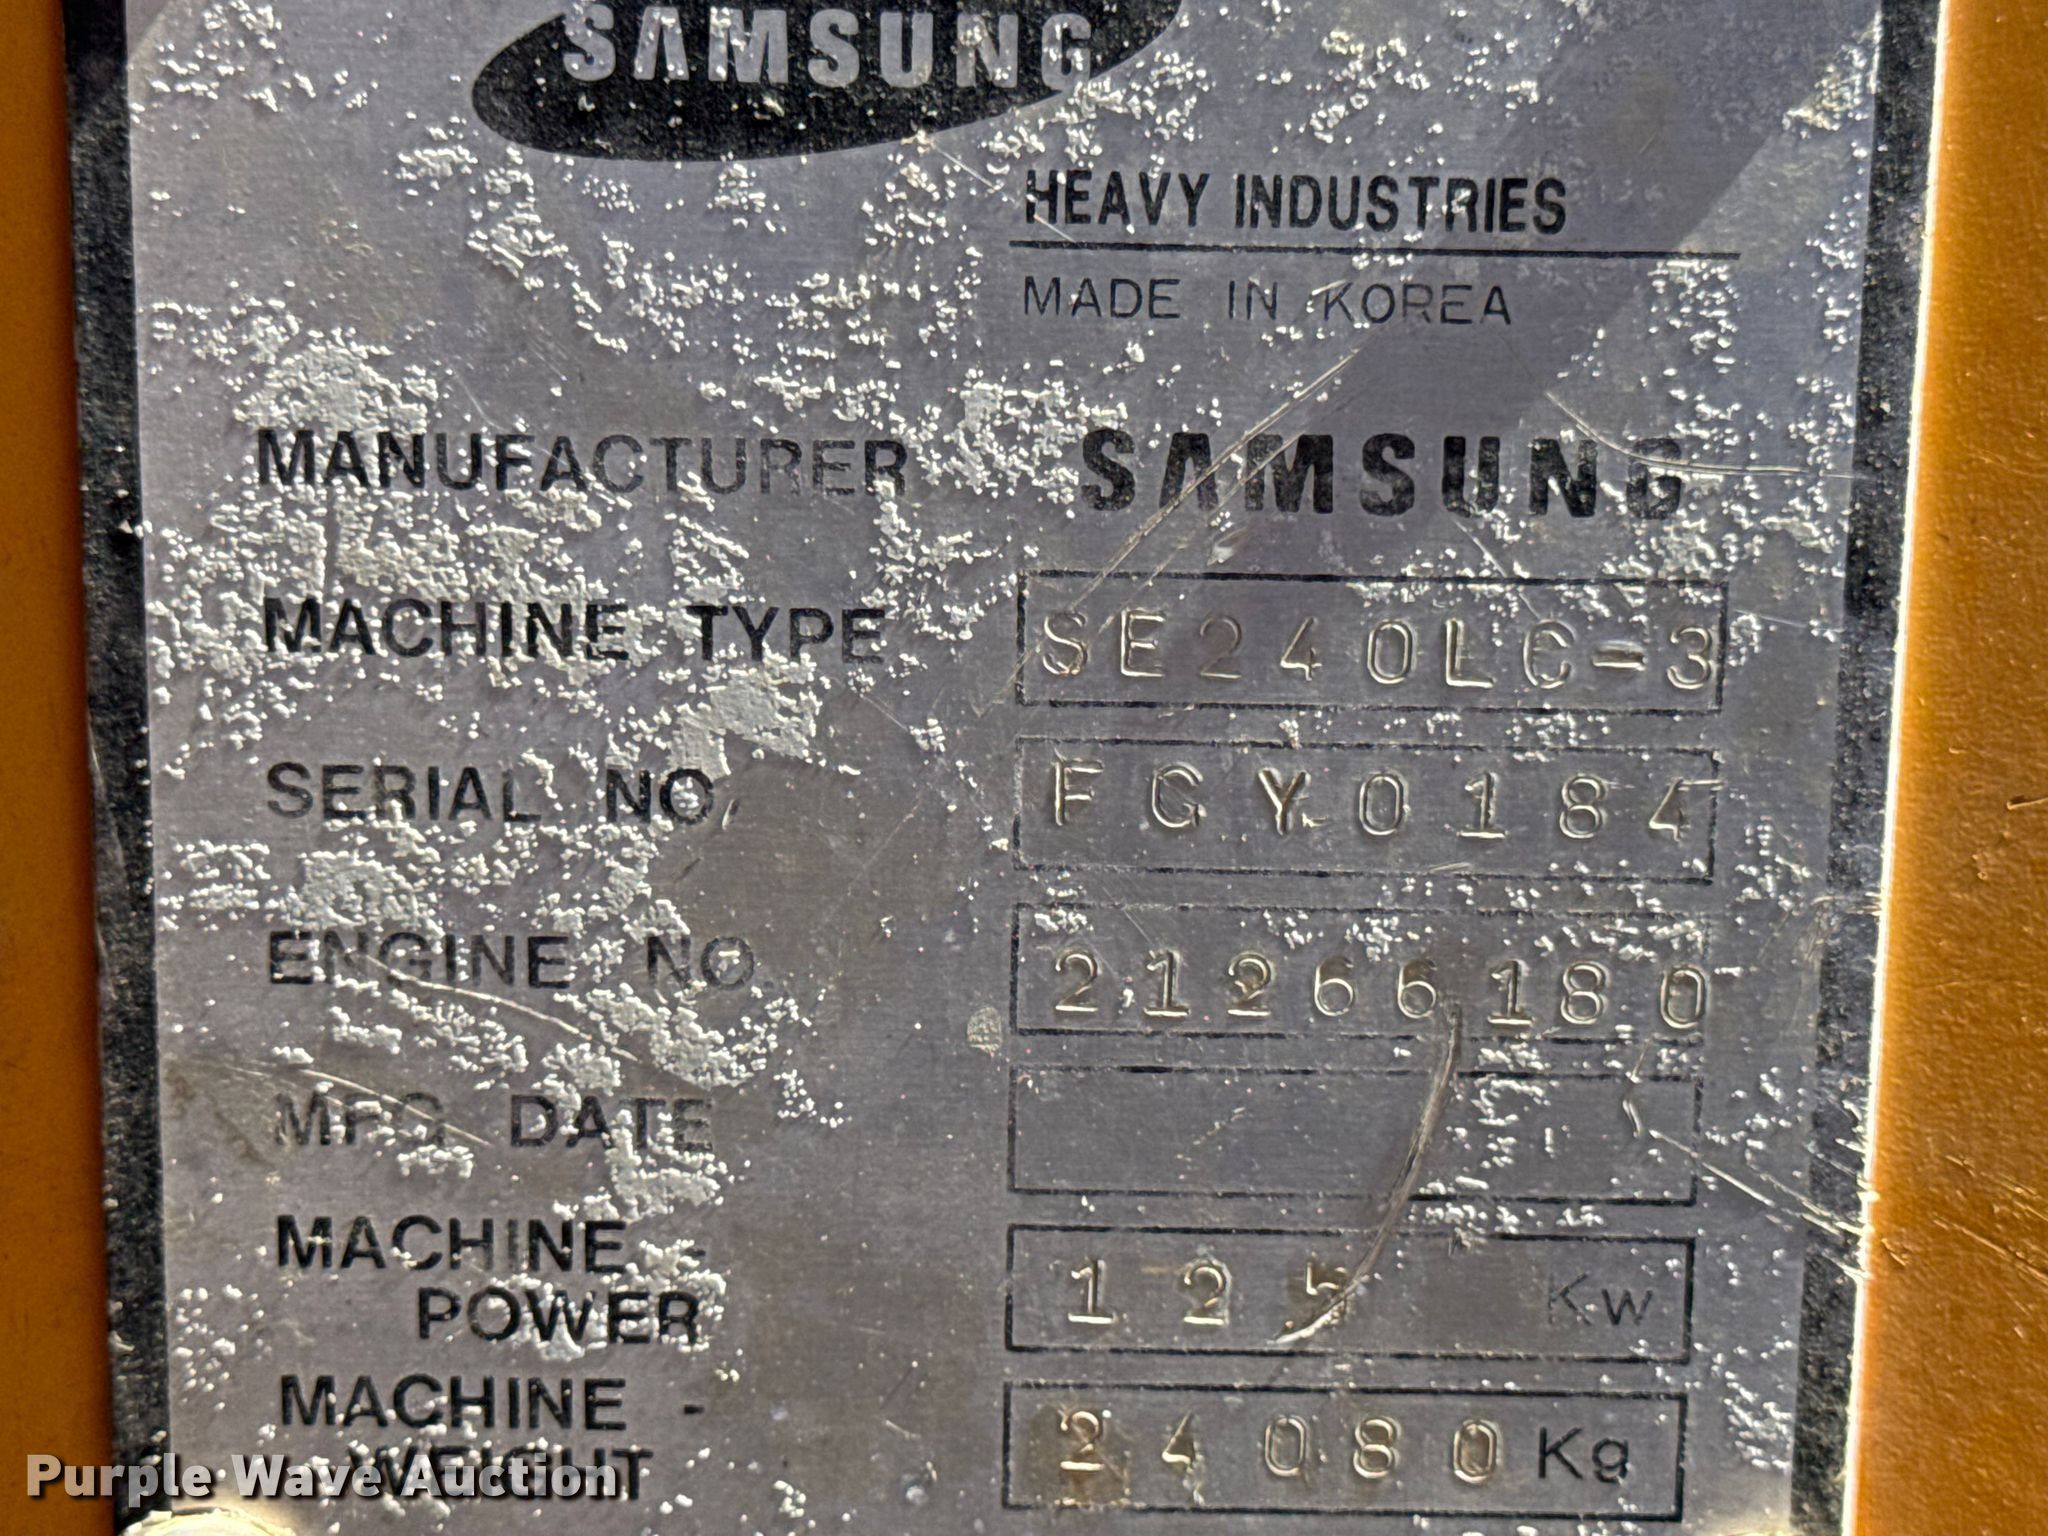 SAMSUNG
HEAVY INDUSTRIES
MADE IN KOREA
MANUFACTURER SAMSUNG
MACHINE TYPE SE240LC-3
SERIAL NO. FGY0184
ENGINE NO. 21266180
MFG DATE
MACHINE -
POWER 125 Kw
MACHINE -
WEIGHT 24080 Kg
Purple Wave Auction